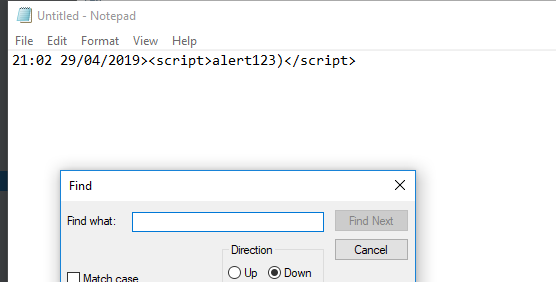 Untitled - Notepad
File Edit Format View Help
21:02 29/04/2019><script>alert123)</script>
Find
Find what:
Find Next
Cancel
Direction
Match case
Up Down